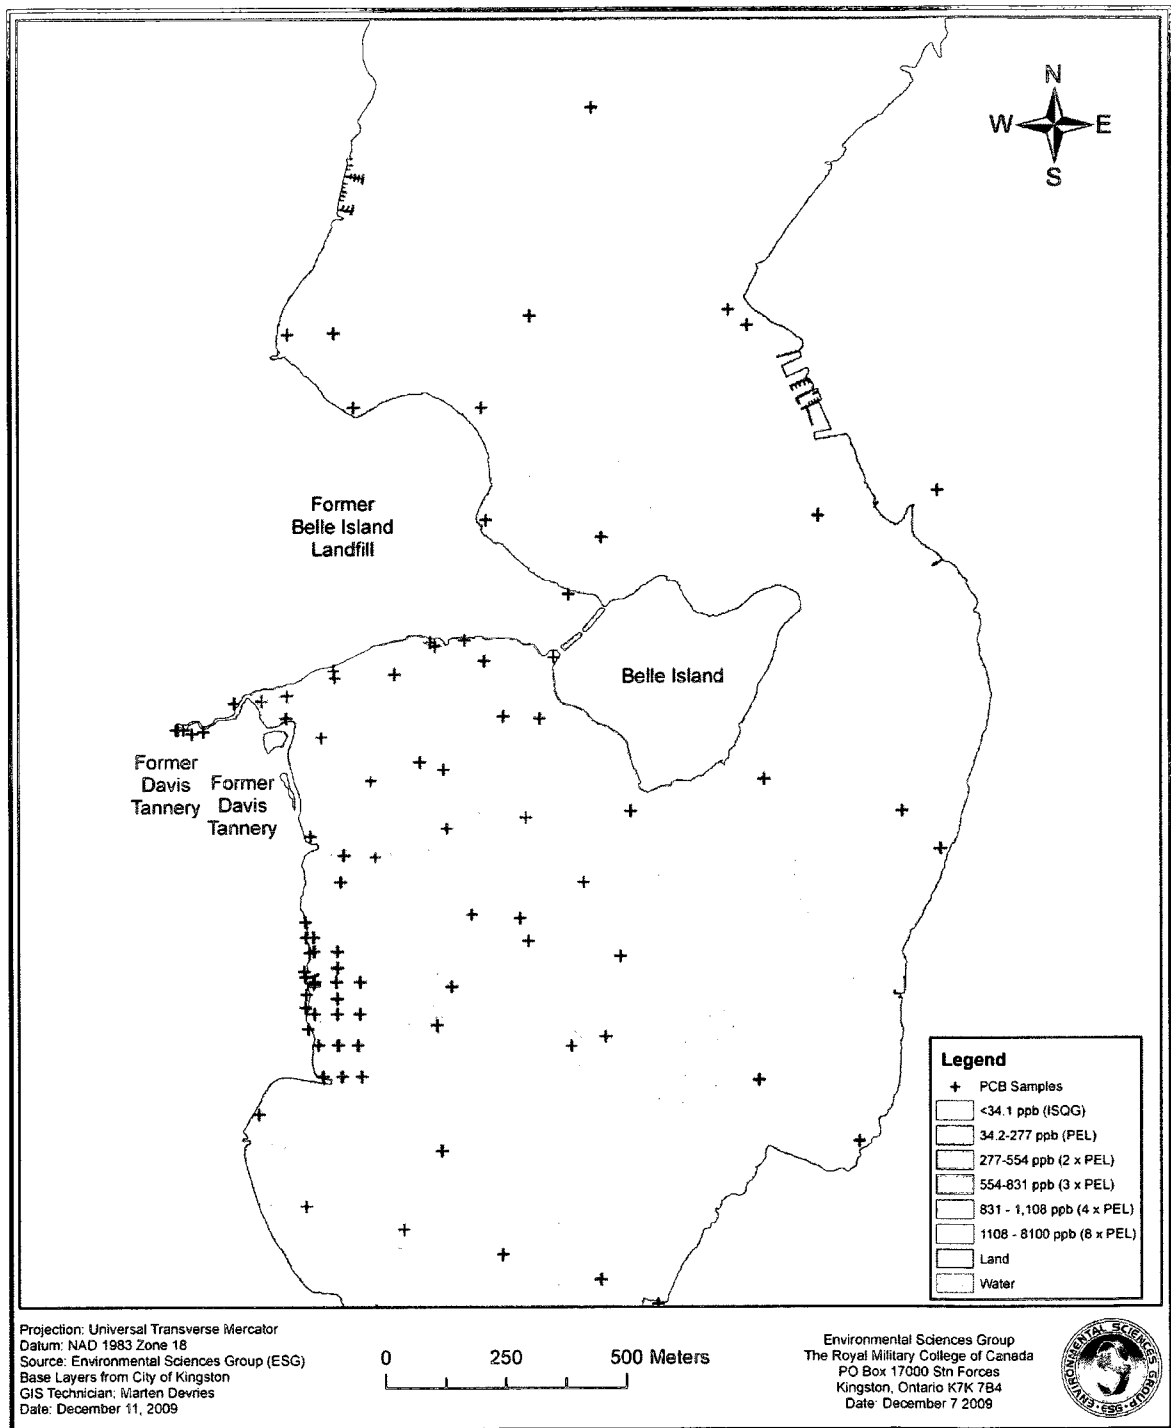 N
W E
S
Former
Belle Island
Landfill
Belle Island
Former
Davis
Tannery
Former
Davis
Tannery
Legend
PCB Samples
<34.1 ppb (ISQG)
34.2-277 ppb (PEL)
277-554 ppb (2 x PEL)
554-831 ppb (3 x PEL)
831 - 1,108 ppb (4 x PEL)
1108 - 8100 ppb (8 x PEL)
Land
Water
Projection: Universal Transverse Mercator
Datum: NAD 1983 Zone 18
Source: Environmental Sciences Group (ESG)
Base Layers from City of Kingston
GIS Technician: Marten Devries
Date: December 11, 2009
0 250 500 Meters
Environmental Sciences Group
The Royal Military College of Canada
PO Box 17000 Stn Forces
Kingston, Ontario K7K 7B4
Date: December 7 2009
ENVIRONMENTAL SCIENCES GROUP
ESG